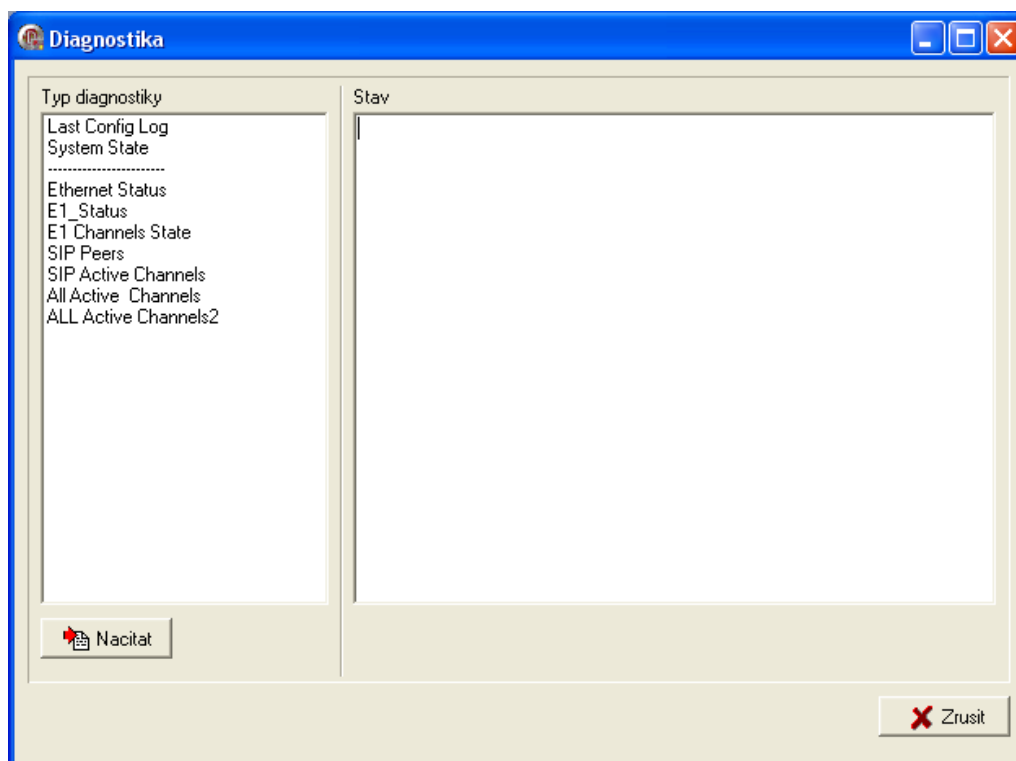 Diagnostika
Typ diagnostiky
Last Config Log
System State
------------------------
Ethernet Status
E1_Status
E1 Channels State
SIP Peers
SIP Active Channels
All Active  Channels
ALL Active Channels2
Nacitat
Stav
Zrusit